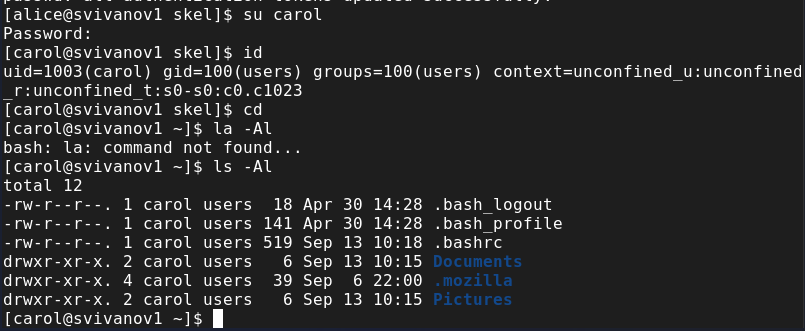 [alice@svivanov1 skel]$ su carol
Password:
[carol@svivanov1 skel]$ id
uid=1003(carol) gid=100(users) groups=100(users) context=unconfined_u:unconfined
_r:unconfined_t:s0-s0:c0.c1023
[carol@svivanov1 skel]$ cd
[carol@svivanov1 ~]$ la -Al
bash: la: command not found...
[carol@svivanov1 ~]$ ls -Al
total 12
-rw-r--r--. 1 carol users  18 Apr 30 14:28 .bash_logout
-rw-r--r--. 1 carol users 141 Apr 30 14:28 .bash_profile
-rw-r--r--. 1 carol users 519 Sep 13 10:18 .bashrc
drwxr-xr-x. 2 carol users   6 Sep 13 10:15 Documents
drwxr-xr-x. 4 carol users  39 Sep  6 22:00 .mozilla
drwxr-xr-x. 2 carol users   6 Sep 13 10:15 Pictures
[carol@svivanov1 ~]$